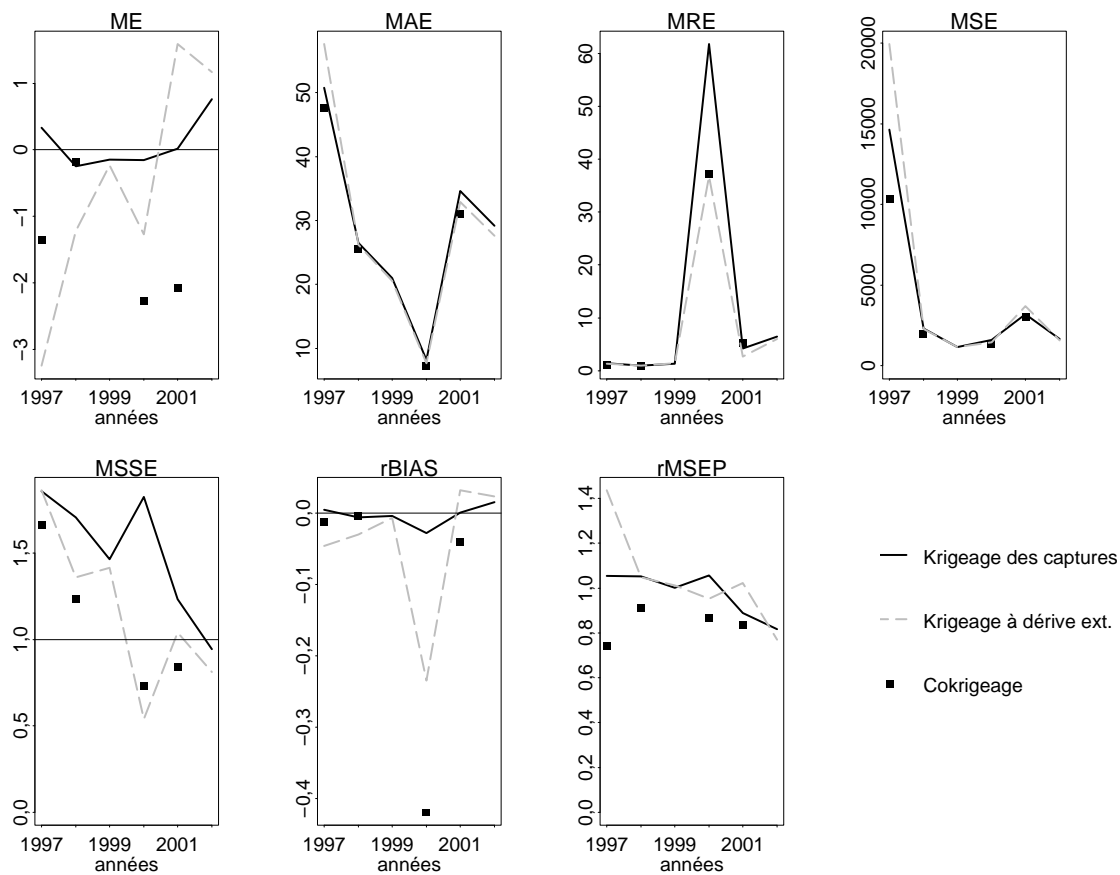 ME
MAE
MRE
MSE
1
0
−1
−2
−3
50
40
30
20
10
60
50
40
30
20
10
0
20000
15000
10000
5000
0
1997 1999 2001
années
1997 1999 2001
années
1997 1999 2001
années
1997 1999 2001
années
MSSE
rBIAS
rMSEP
1,5
1,0
0,5
0,0
0,0
−0,1
−0,2
−0,3
−0,4
1,4
1,2
1,0
0,8
0,6
0,4
0,2
0,0
1997 1999 2001
années
1997 1999 2001
années
1997 1999 2001
années
Krigeage des captures
Krigeage à dérive ext.
Cokrigeage